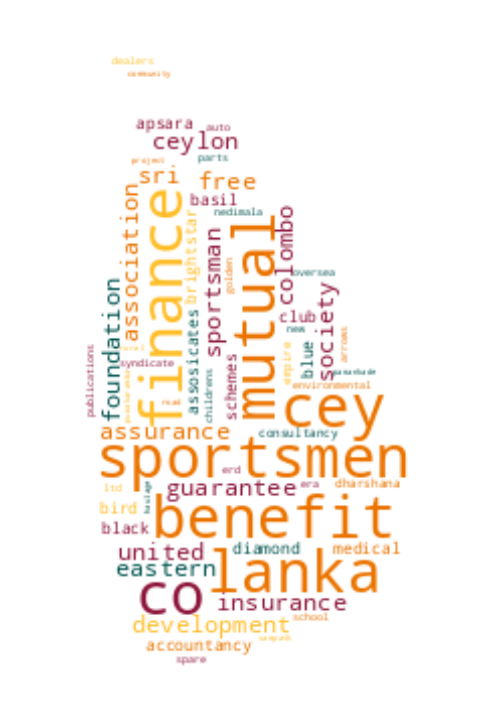 dealers
community
apsara
auto
ceylon
parts
project
sri
free
basil
nedimala
association
finance
brightstar
sportsman
golden
mutual
colombo
oversea
foundation
assosicates
childrens
schemes
club
new
society
blue
empire
arrows
publications
syndicate
road
environmental
cey
assurance
consultancy
sportsmen
erd
ltd
haulage
guarantee
era
dharshana
bird
benefit
black
united
diamond
medical
eastern
lanka
co
insurance
school
development
accountancy
spare